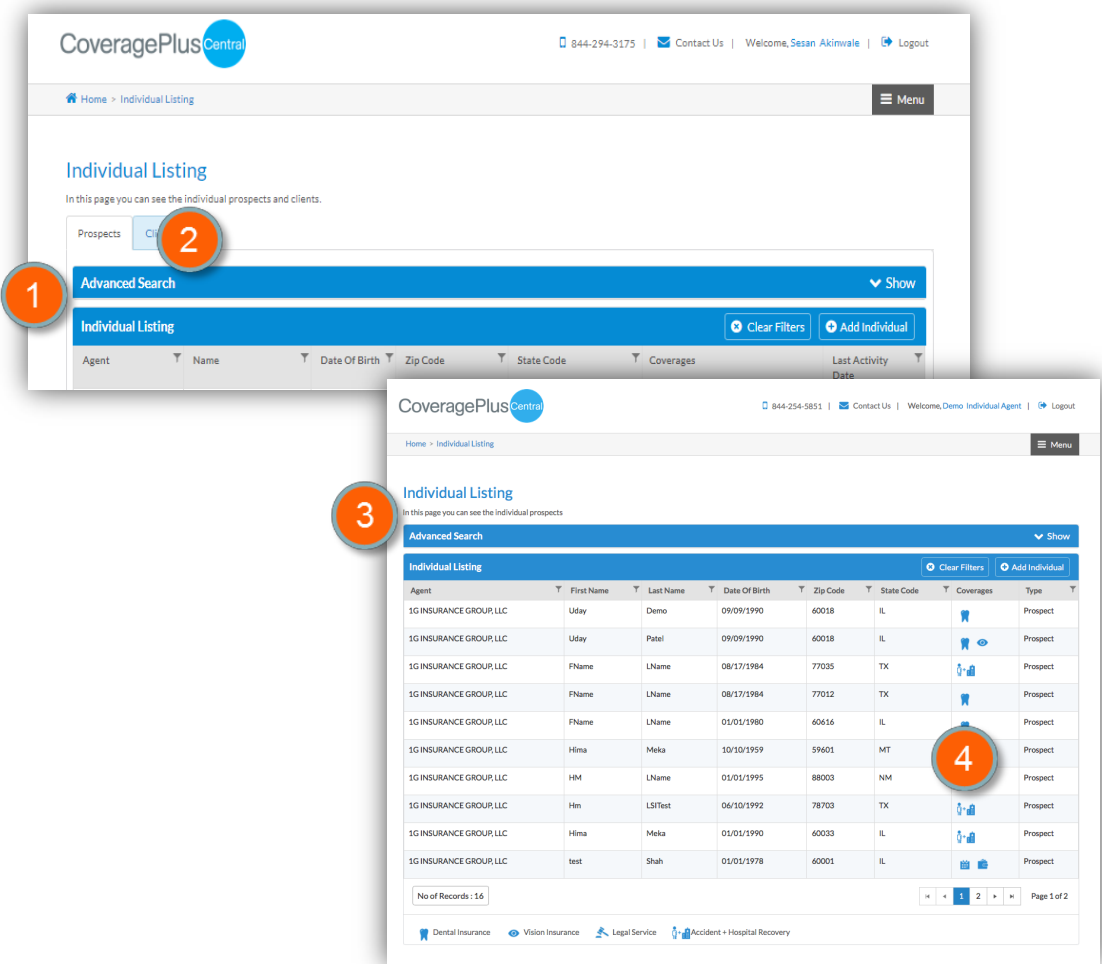 CoveragePlus Central
844-294-3175 | Contact Us | Welcome, Sesan Akinwale | Logout
Home > Individual Listing
Menu
Individual Listing
In this page you can see the individual prospects and clients.
Prospects
2
1
Advanced Search Show
Individual Listing Clear Filters Add Individual
Agent Name Date Of Birth Zip Code State Code Coverages Last Activity
Date
CoveragePlus Central
844-254-5851 | Contact Us | Welcome, Demo Individual Agent | Logout
Home > Individual Listing Menu
Individual Listing
3
In this page you can see the individual prospects
Advanced Search Show
Individual Listing Clear Filters Add Individual
Agent First Name Last Name Date Of Birth Zip Code State Code Coverages Type
1G INSURANCE GROUP, LLC Uday Demo 09/09/1990 60018 IL Prospect
1G INSURANCE GROUP, LLC Uday Patel 09/09/1990 60018 IL Prospect
1G INSURANCE GROUP, LLC FName LName 08/17/1984 77035 TX Prospect
1G INSURANCE GROUP, LLC FName LName 08/17/1984 77012 TX Prospect
1G INSURANCE GROUP, LLC FName LName 01/01/1980 60616 IL Prospect
1G INSURANCE GROUP, LLC Hima Meka 10/10/1959 59601 MT Prospect
4
1G INSURANCE GROUP, LLC HM LName 01/01/1995 88003 NM Prospect
1G INSURANCE GROUP, LLC Hm LSITest 06/10/1992 78703 TX Prospect
1G INSURANCE GROUP, LLC Hima Meka 01/01/1990 60033 IL Prospect
1G INSURANCE GROUP, LLC test Shah 01/01/1978 60001 IL Prospect
No of Records : 16 1 2 Page 1 of 2
Dental Insurance Vision Insurance Legal Service Accident + Hospital Recovery